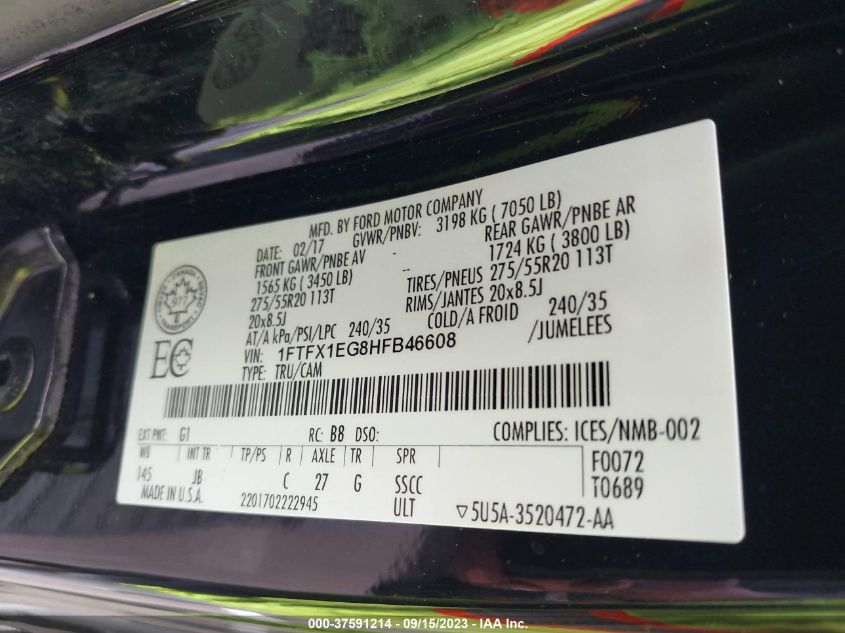 MFD. BY FORD MOTOR COMPANY
DATE: 02/17 GVWR/PNBV: 3198 KG ( 7050 LB)
FRONT GAWR/PNBE AV -- REAR GAWR/PNBE AR
1565 KG ( 3450 LB) -- 1724 KG ( 3800 LB)
275/55R20 113T TIRES/PNEUS 275/55R20 113T
20x8.5J RIMS/JANTES 20x8.5J
AT/A kPa/PSI/LPC 240/35 COLD/A FROID 240/35
VIN: 1FTFX1EG8HFB46608 /JUMELEES
TYPE: TRU/CAM
CANADA
977
TRANSPORT
EC
EXT PNT: G1 RC: B8 DSO: COMPLIES: ICES/NMB-002
WB INT TR TP/PS R AXLE TR SPR F0072
145 JB C 27 G SSCC T0689
MADE IN U.S.A. 2201702222945 ULT ▽5U5A-3520472-AA
000-37591214 - 09/15/2023 - IAA Inc.